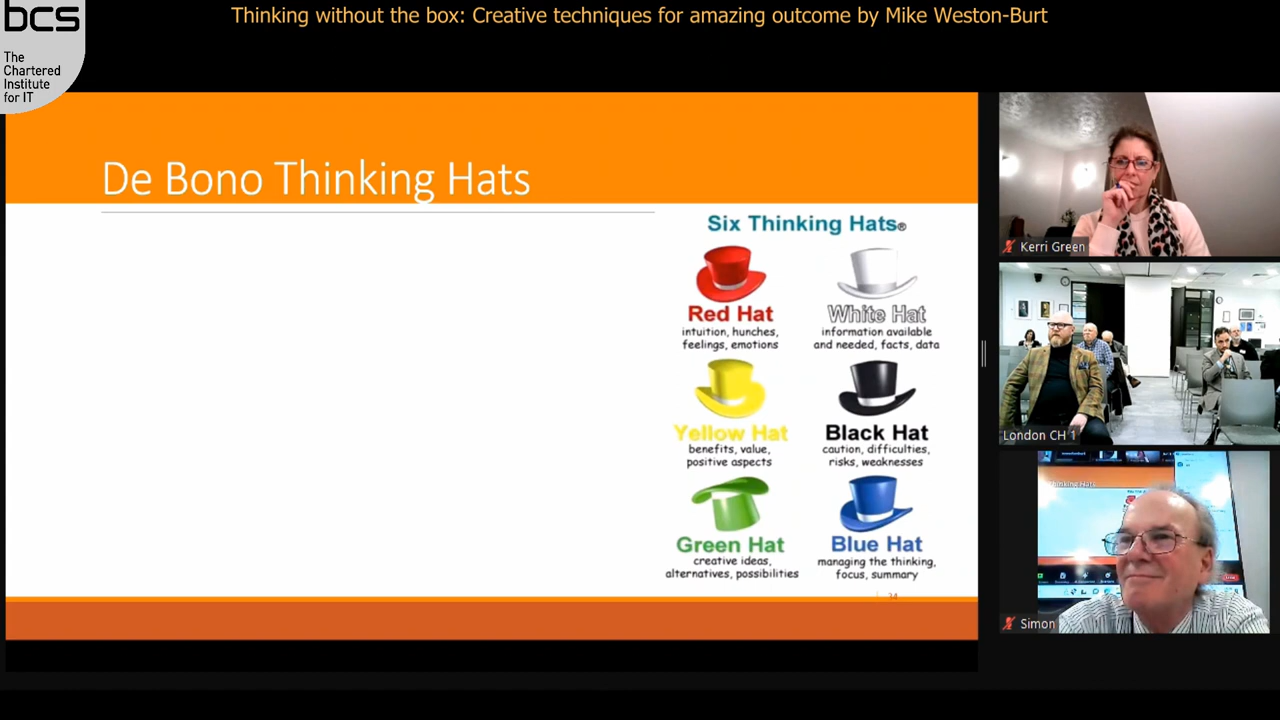 Thinking without the box: Creative techniques for amazing outcome by Mike Weston-Burt
bcs
The
Chartered
Institute
for IT
De Bono Thinking Hats
Six Thinking Hats®
Red Hat
intuition, hunches,
feelings, emotions
White Hat
information available
and needed, facts, data
Yellow Hat
benefits, value,
positive aspects
Black Hat
caution, difficulties,
risks, weaknesses
Green Hat
creative ideas,
alternatives, possibilities
Blue Hat
managing the thinking,
focus, summary
34
Kerri Green
London CH 1
Thinking Hats
Simon